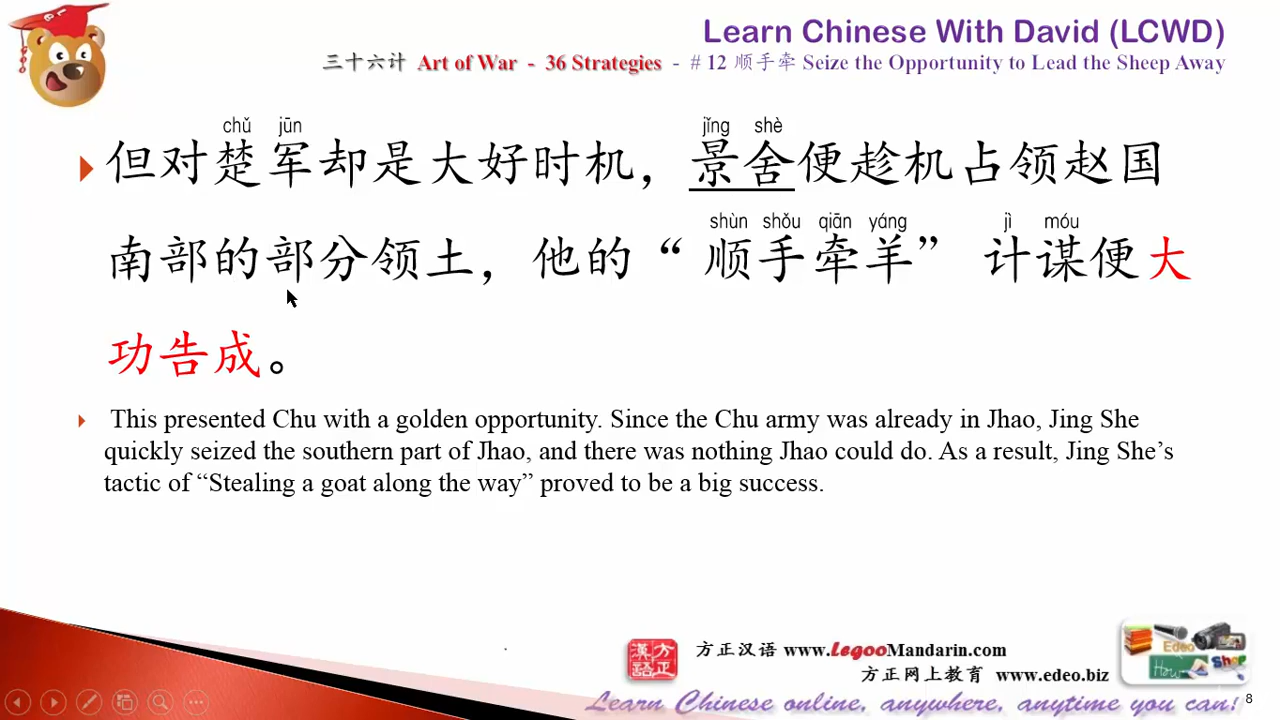 Learn Chinese With David (LCWD)
三十六计 Art of War - 36 Strategies - # 12 顺手牵 Seize the Opportunity to Lead the Sheep Away
chǔ jūn jǐng shè
但对楚军却是大好时机，景舍便趁机占领赵国
shùn shǒu qiān yáng jì móu
南部的部分领土，他的“顺手牵羊” 计谋便大
功告成。
This presented Chu with a golden opportunity. Since the Chu army was already in Jhao, Jing She
quickly seized the southern part of Jhao, and there was nothing Jhao could do. As a result, Jing She’s
tactic of “Stealing a goat along the way” proved to be a big success.
漢語 方正
方正汉语 www.LegooMandarin.com
方正网上教育 www.edeo.biz
Edeo
How
Shop
Learn Chinese online, anywhere, anytime you can!
8